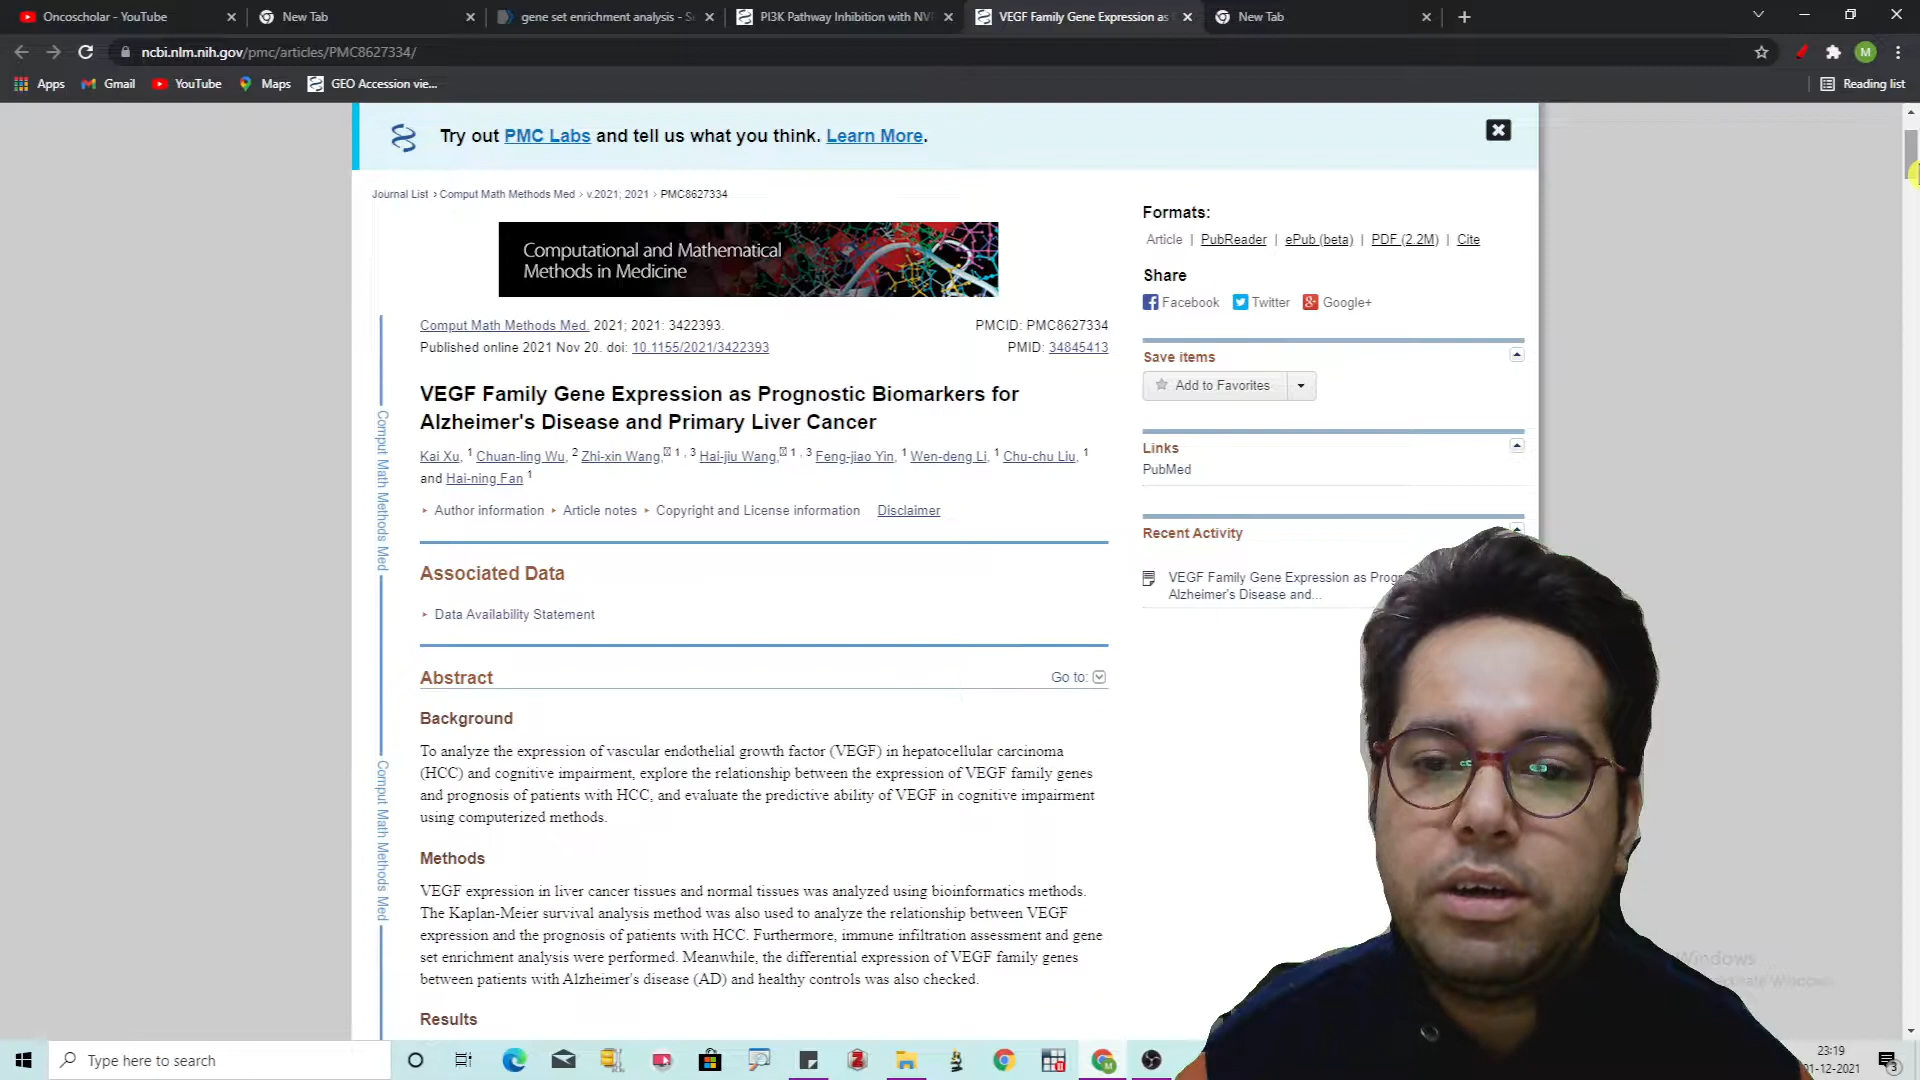 Oncoscholar - YouTube
New Tab
gene set enrichment analysis - S
PI3K Pathway Inhibition with NVP
VEGF Family Gene Expression as
New Tab
ncbi.nlm.nih.gov/pmc/articles/PMC8627334/
M
Apps
Gmail
YouTube
Maps
GEO Accession vie...
Reading list
Try out PMC Labs and tell us what you think. Learn More.
Journal List > Comput Math Methods Med > v.2021; 2021 > PMC8627334
Computational and Mathematical
Methods in Medicine
Comput Math Methods Med. 2021; 2021: 3422393.
PMCID: PMC8627334
Published online 2021 Nov 20. doi: 10.1155/2021/3422393
PMID: 34845413
VEGF Family Gene Expression as Prognostic Biomarkers for
Alzheimer's Disease and Primary Liver Cancer
Kai Xu, 1 Chuan-ling Wu, 2 Zhi-xin Wang, 1 , 3 Hai-jiu Wang, 1 , 3 Feng-jiao Yin, 1 Wen-deng Li, 1 Chu-chu Liu, 1
and Hai-ning Fan 1
Author information Article notes Copyright and License information Disclaimer
Associated Data
Data Availability Statement
Abstract
Go to:
Background
To analyze the expression of vascular endothelial growth factor (VEGF) in hepatocellular carcinoma
(HCC) and cognitive impairment, explore the relationship between the expression of VEGF family genes
and prognosis of patients with HCC, and evaluate the predictive ability of VEGF in cognitive impairment
using computerized methods.
Methods
VEGF expression in liver cancer tissues and normal tissues was analyzed using bioinformatics methods.
The Kaplan-Meier survival analysis method was also used to analyze the relationship between VEGF
expression and the prognosis of patients with HCC. Furthermore, immune infiltration assessment and gene
set enrichment analysis were performed. Meanwhile, the differential expression of VEGF family genes
between patients with Alzheimer's disease (AD) and healthy controls was also checked.
Results
Comput Math Methods Med
Comput Math Methods Med
Formats:
Article | PubReader | ePub (beta) | PDF (2.2M) | Cite
Share
Facebook Twitter Google+
Save items
Add to Favorites
Links
PubMed
Recent Activity
VEGF Family Gene Expression as Prog
Alzheimer's Disease and...
Windows
Type here to search
23:19
01-12-2021
3